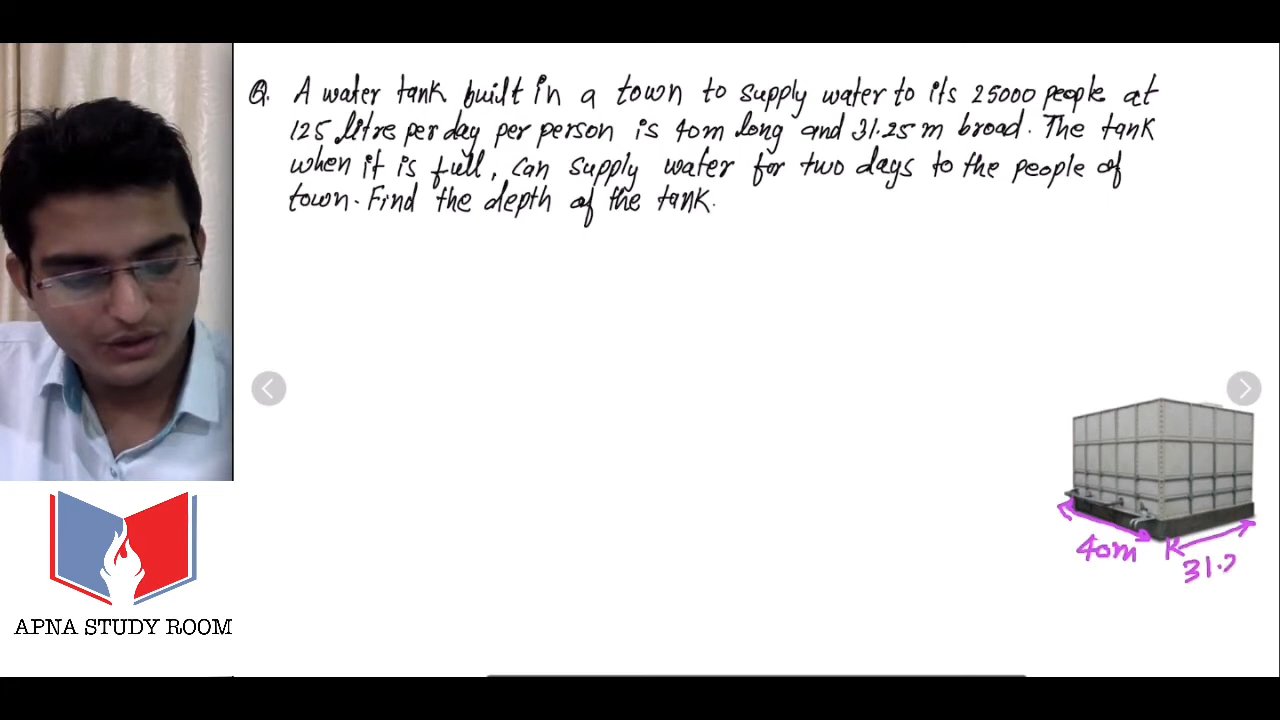 Q. A water tank built in a town to supply water to its 25000 people at
125 litre per day per person is 40m long and 31.25 m broad. The tank
when it is full, can supply water for two days to the people of
town. Find the depth of the tank.
40m
31.2
APNA STUDY ROOM